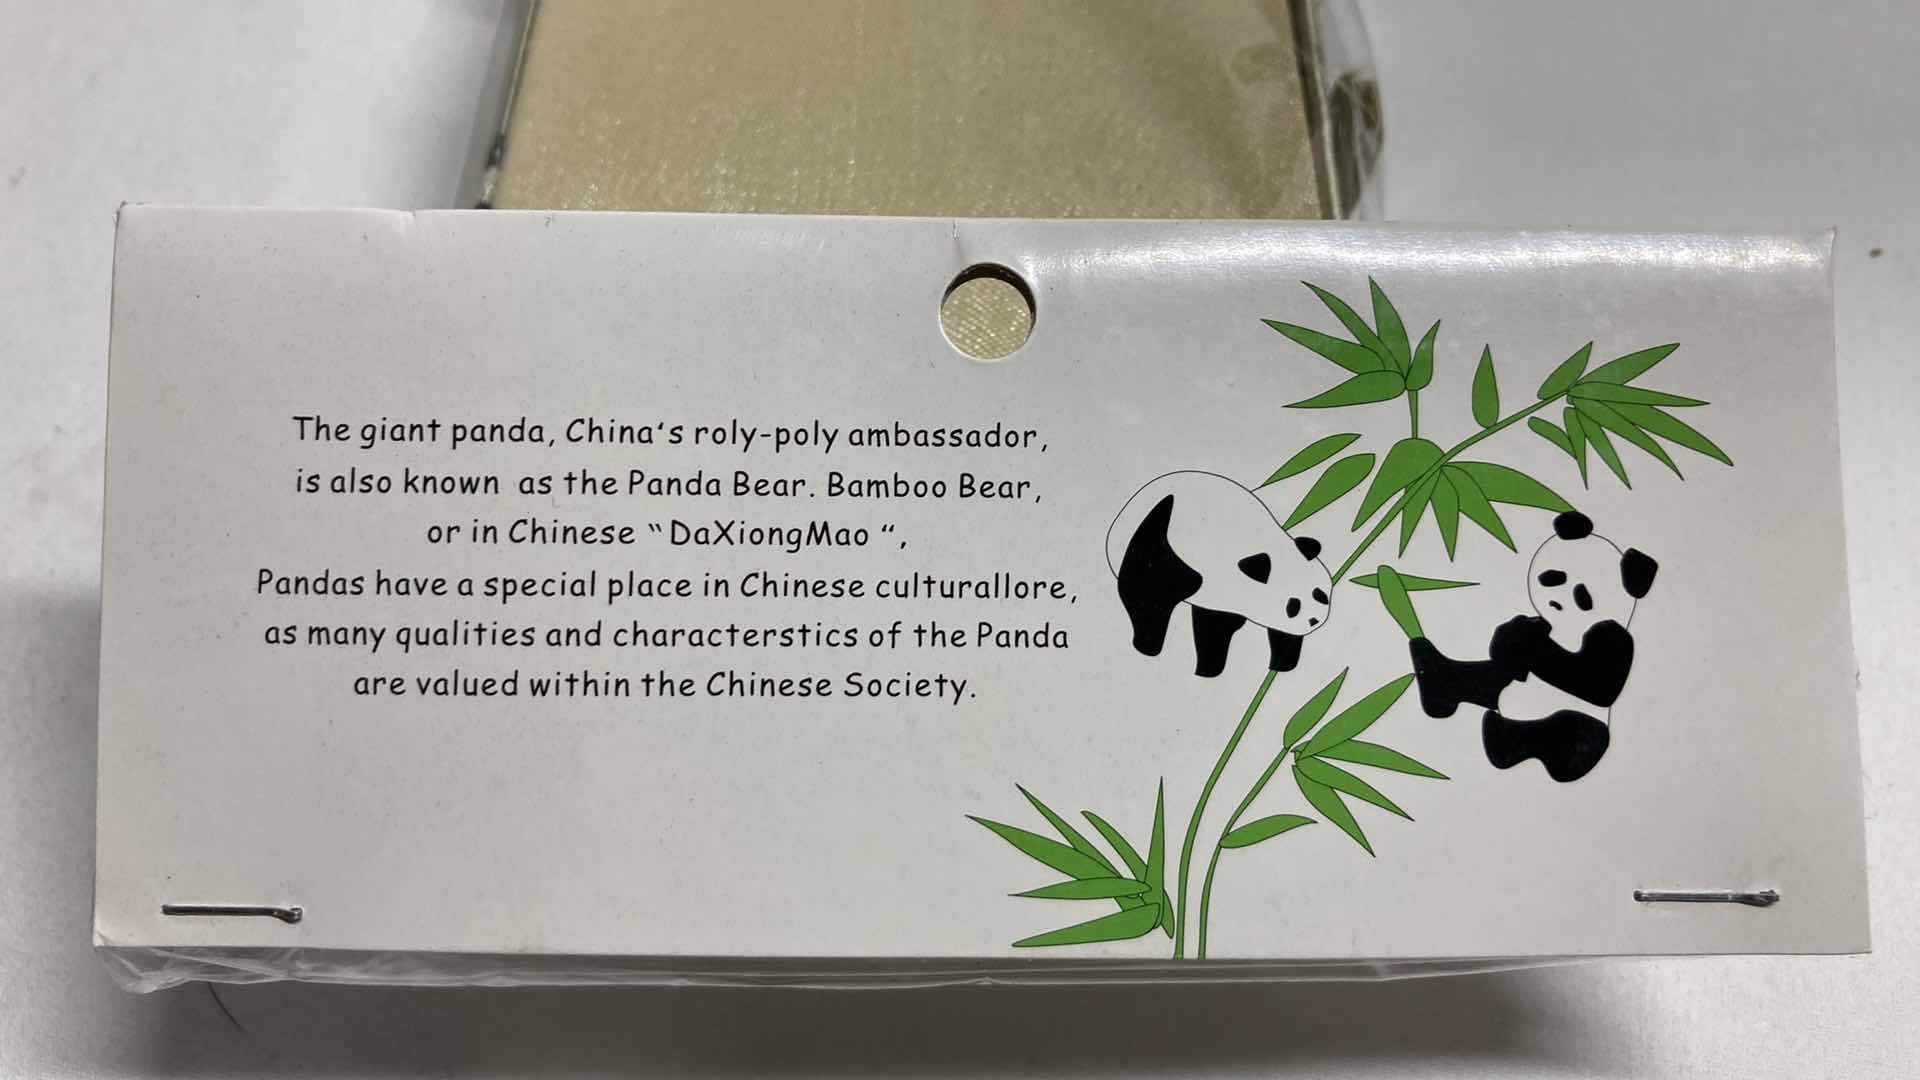 The giant panda, China‘s roly-poly ambassador,
is also known as the Panda Bear. Bamboo Bear,
or in Chinese “DaXiongMao “,
Pandas have a special place in Chinese culturallore,
as many qualities and characterstics of the Panda
are valued within the Chinese Society.